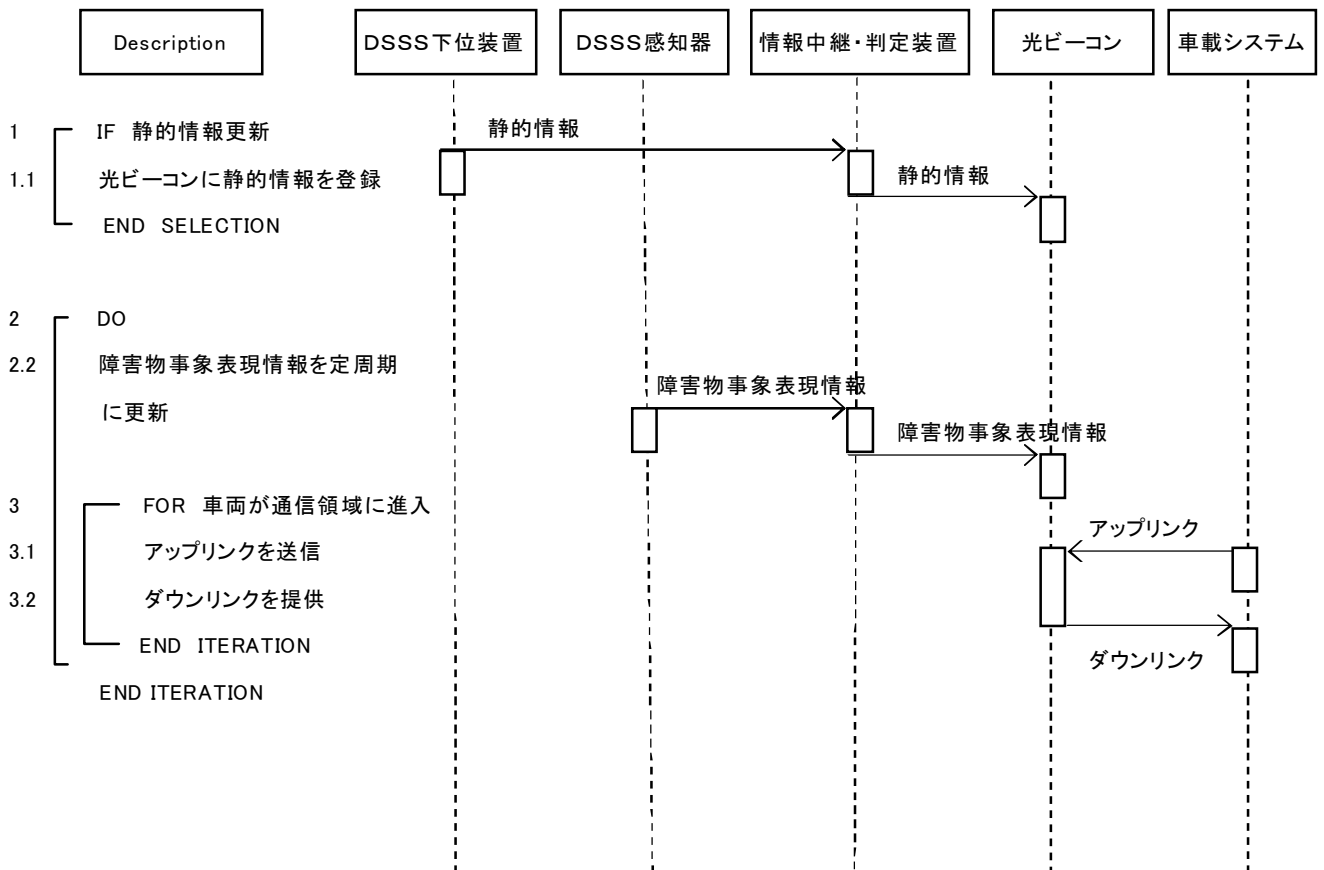 Description
DSSS下位装置
DSSS感知器
情報中継・判定装置
光ビーコン
車載システム
1 IF 静的情報更新
静的情報
1.1 光ビーコンに静的情報を登録
静的情報
END SELECTION
2 DO
2.2 障害物事象表現情報を定周期
に更新
障害物事象表現情報
障害物事象表現情報
3 FOR 車両が通信領域に進入
アップリンク
3.1 アップリンクを送信
3.2 ダウンリンクを提供
END ITERATION
ダウンリンク
END ITERATION